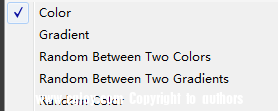 Color
Gradient
Random Between Two Colors
Random Between Two Gradients
Random Color
Copyright to authors